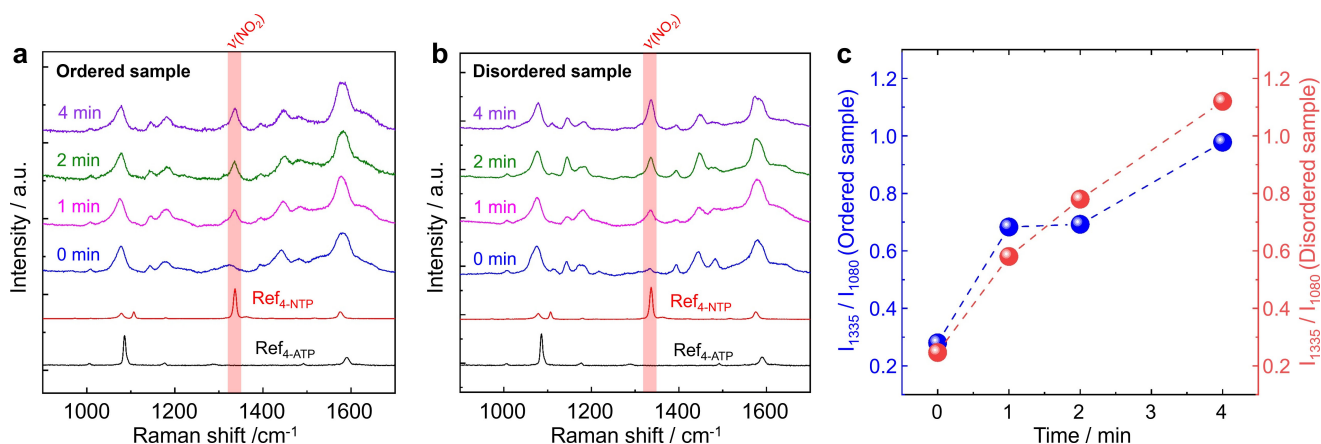 a
Ordered sample
ν(NO₂)
4 min
2 min
1 min
0 min
Ref₄₋NTP
Ref₄₋ATP
Intensity / a.u.
1000 1200 1400 1600
Raman shift /cm⁻¹
b
Disordered sample
ν(NO₂)
4 min
2 min
1 min
0 min
Ref₄₋NTP
Ref₄₋ATP
Intensity / a.u.
1000 1200 1400 1600
Raman shift /cm⁻¹
c
I₁₃₃₅ / I₁₀₈₀ (Ordered sample)
1.2
1.0
0.8
0.6
0.4
0.2
0 1 2 3 4
Time / min
1.2
1.0
0.8
0.6
0.4
0.2
I₁₃₃₅ / I₁₀₈₀ (Disordered sample)